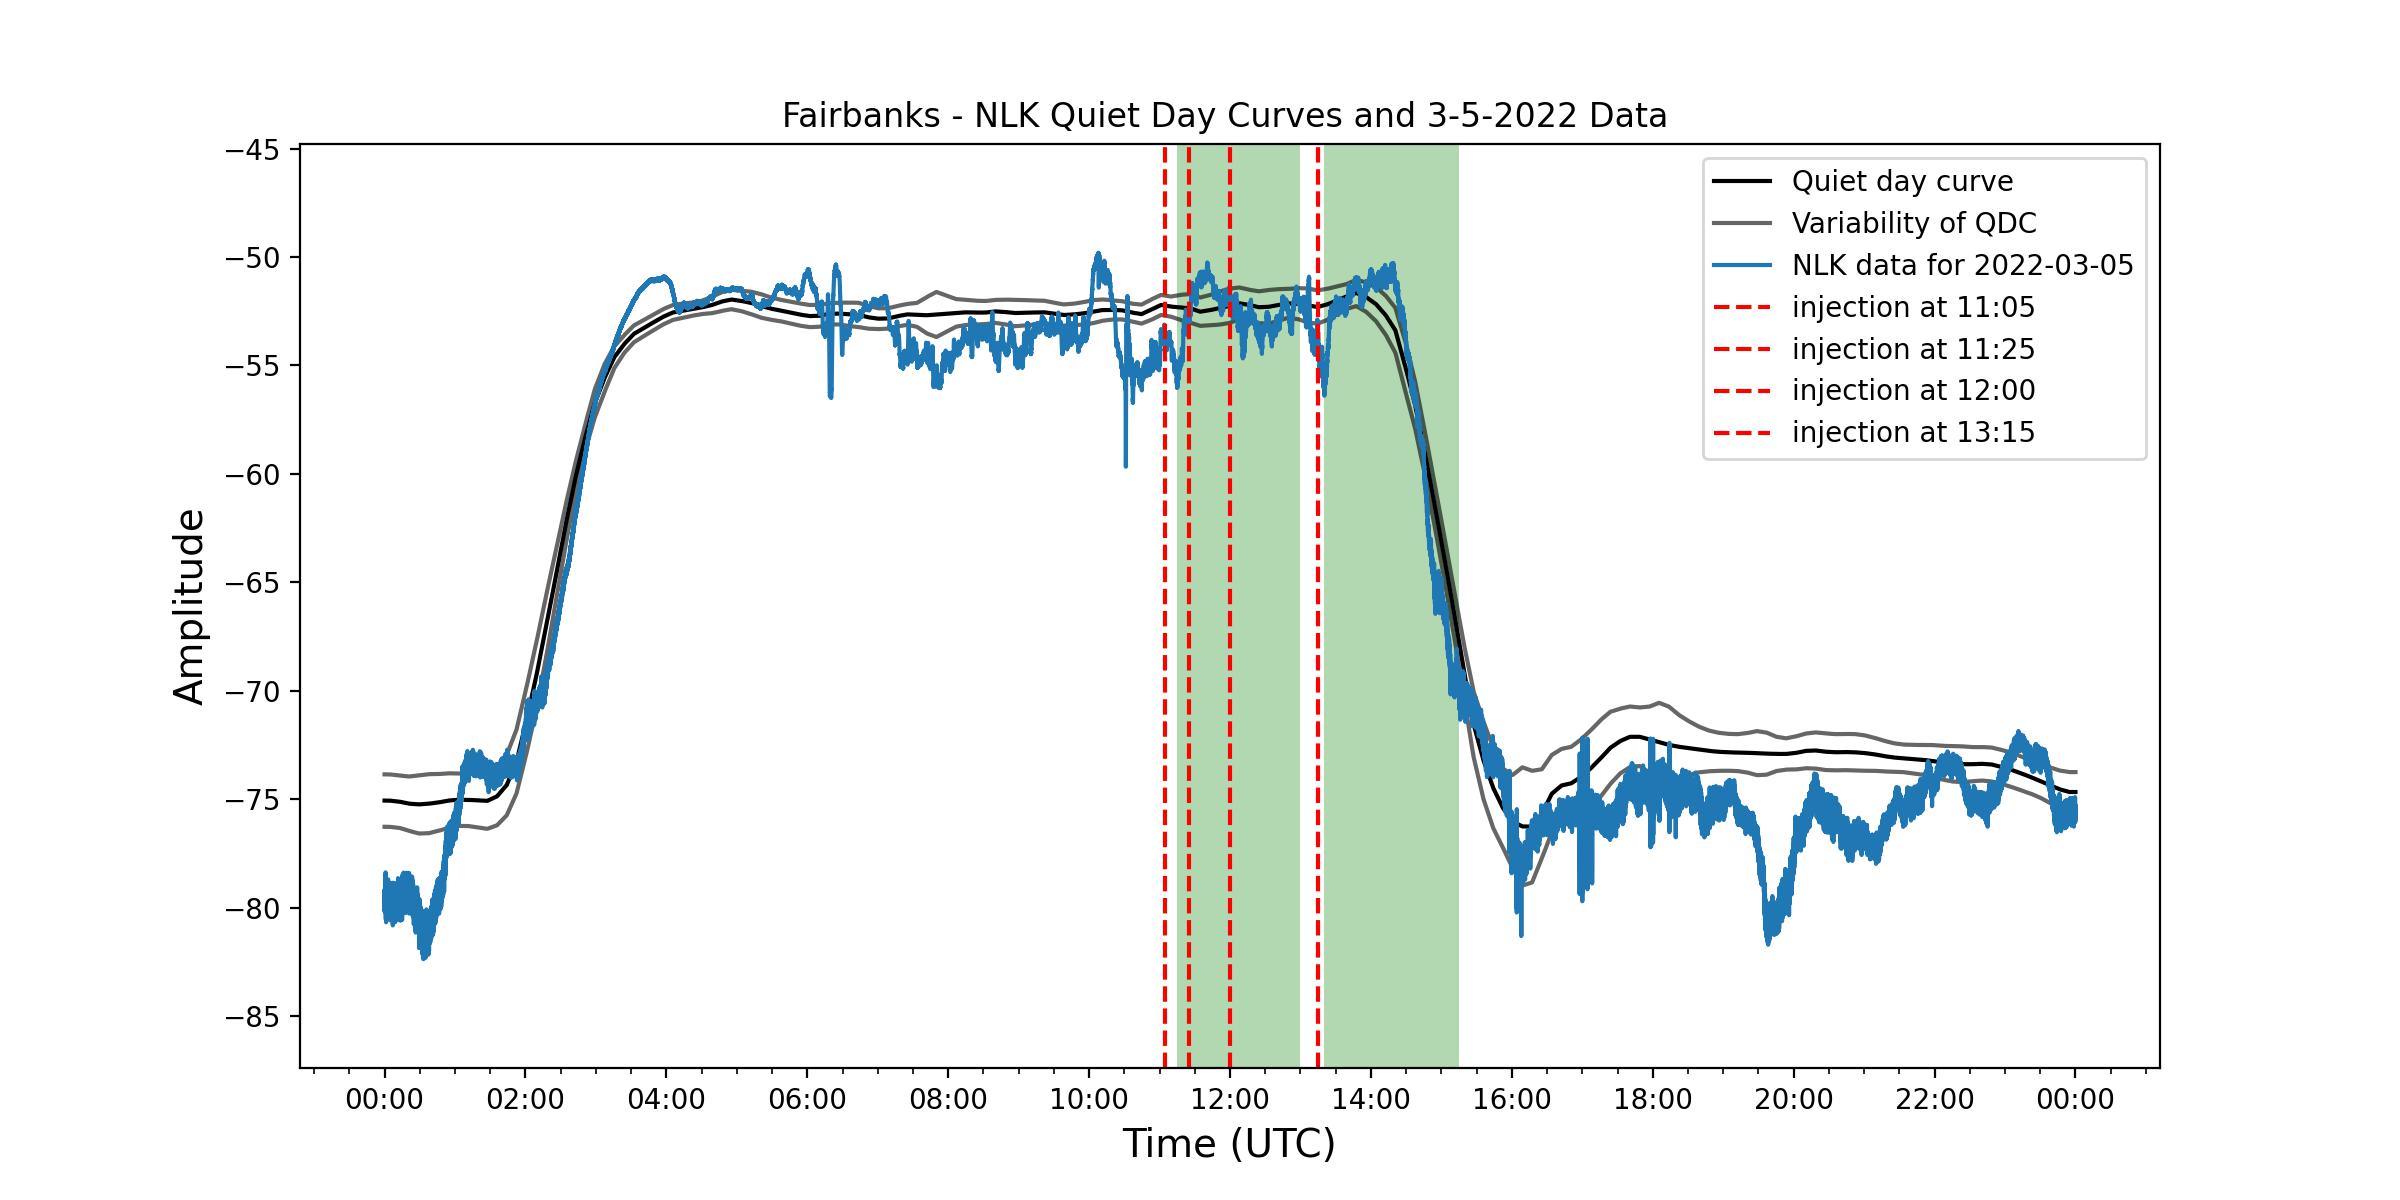 Fairbanks - NLK Quiet Day Curves and 3-5-2022 Data
−45
−50
−55
−60
−65
−70
−75
−80
−85
Amplitude
Quiet day curve
Variability of QDC
NLK data for 2022-03-05
injection at 11:05
injection at 11:25
injection at 12:00
injection at 13:15
00:00 02:00 04:00 06:00 08:00 10:00 12:00 14:00 16:00 18:00 20:00 22:00 00:00
Time (UTC)